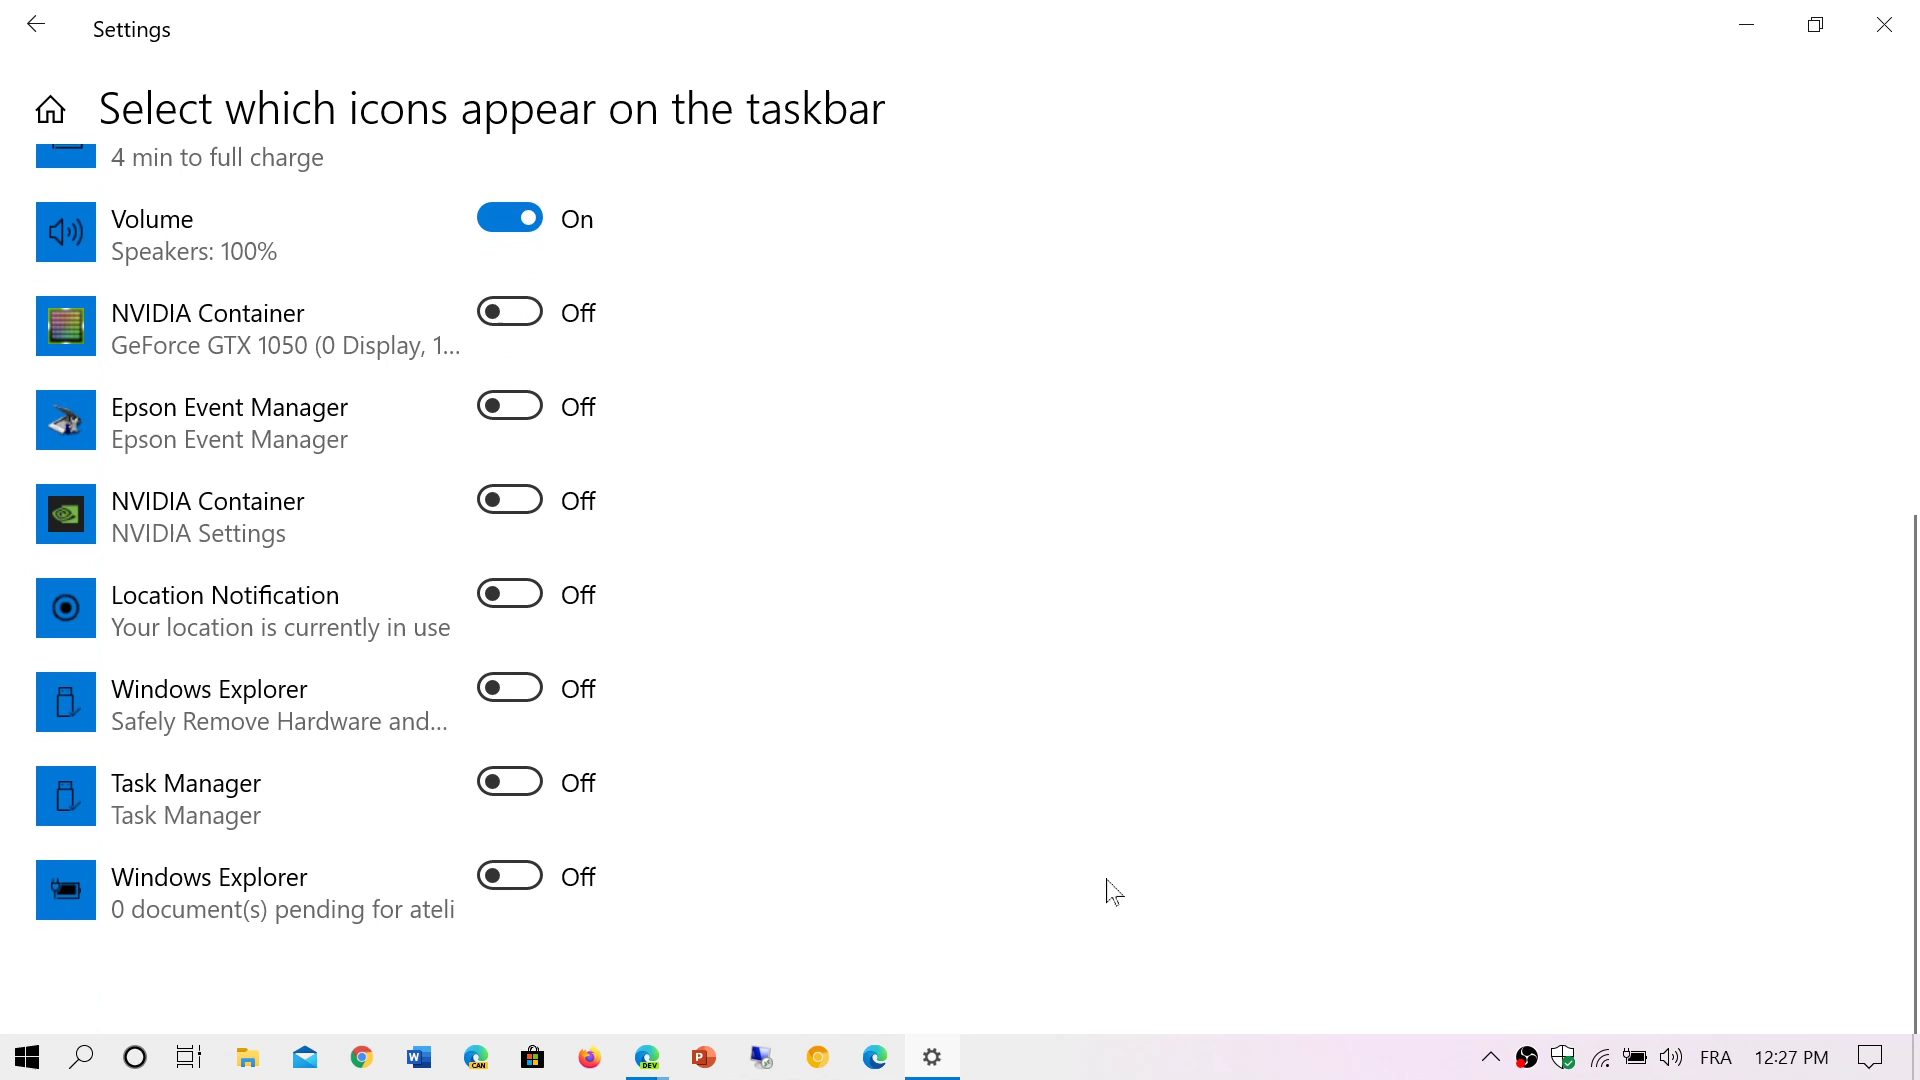 Settings
Select which icons appear on the taskbar
4 min to full charge
Volume
On
Speakers: 100%
NVIDIA Container
Off
GeForce GTX 1050 (0 Display, 1...
Epson Event Manager
Off
Epson Event Manager
NVIDIA Container
Off
NVIDIA Settings
Location Notification
Off
Your location is currently in use
Windows Explorer
Off
Safely Remove Hardware and...
Task Manager
Off
Task Manager
Windows Explorer
Off
0 document(s) pending for ateli
W CAN DEV P FRA 12:27 PM